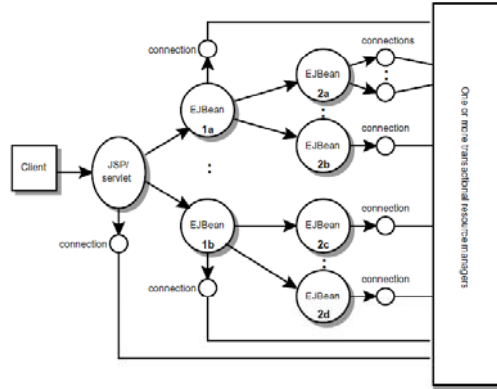 connection
connections
EJBean
1a
EJBean
2a
connection
EJBean
2b
Client
JSP/
servlet
connection
EJBean
1b
EJBean
2c
connection
connection
EJBean
2d
connection
One or more transactional
resource managers